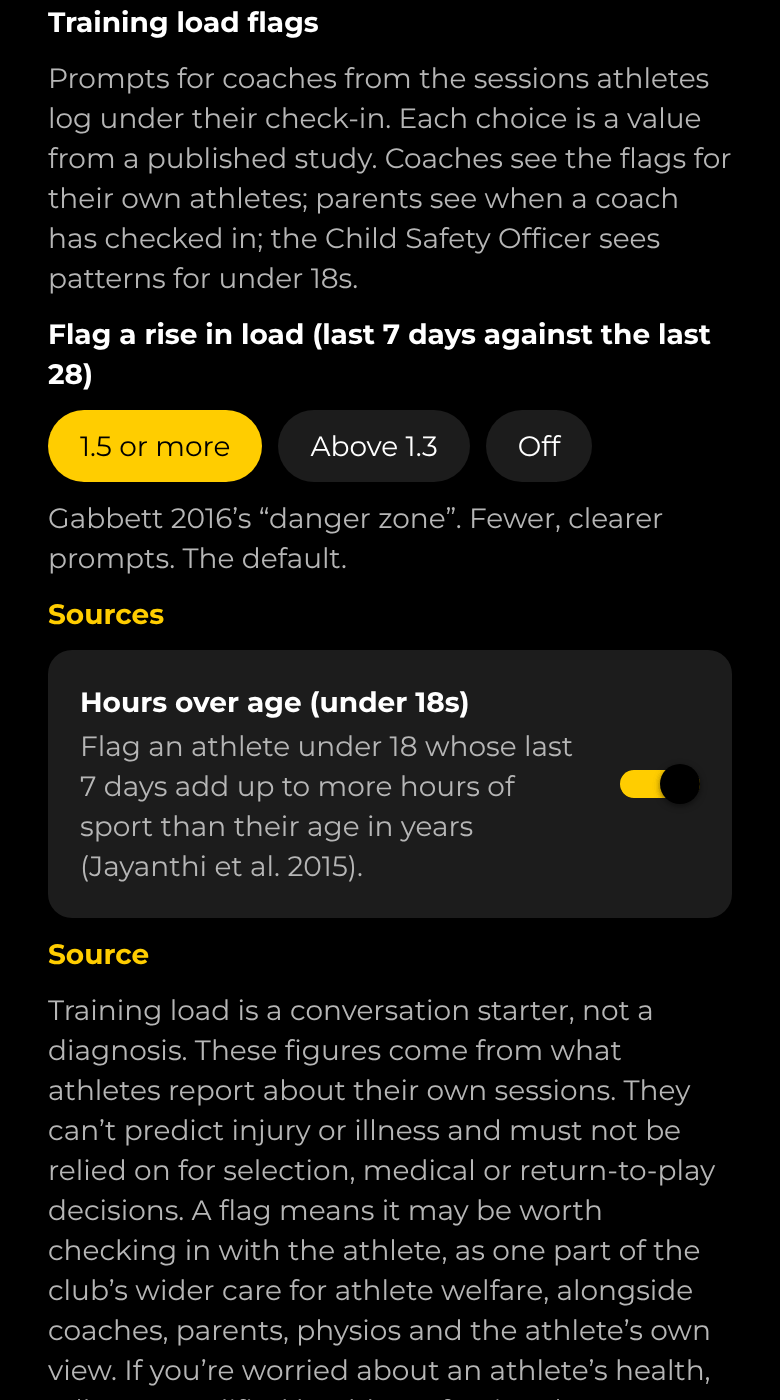 Training load flags
Prompts for coaches from the sessions athletes
log under their check-in. Each choice is a value
from a published study. Coaches see the flags for
their own athletes; parents see when a coach
has checked in; the Child Safety Officer sees
patterns for under 18s.
Flag a rise in load (last 7 days against the last
28)
1.5 or more
Above 1.3
Off
Gabbett 2016’s “danger zone”. Fewer, clearer
prompts. The default.
Sources
Hours over age (under 18s)
Flag an athlete under 18 whose last
7 days add up to more hours of
sport than their age in years
(Jayanthi et al. 2015).
Source
Training load is a conversation starter, not a
diagnosis. These figures come from what
athletes report about their own sessions. They
can’t predict injury or illness and must not be
relied on for selection, medical or return-to-play
decisions. A flag means it may be worth
checking in with the athlete, as one part of the
club’s wider care for athlete welfare, alongside
coaches, parents, physios and the athlete’s own
view. If you’re worried about an athlete’s health,